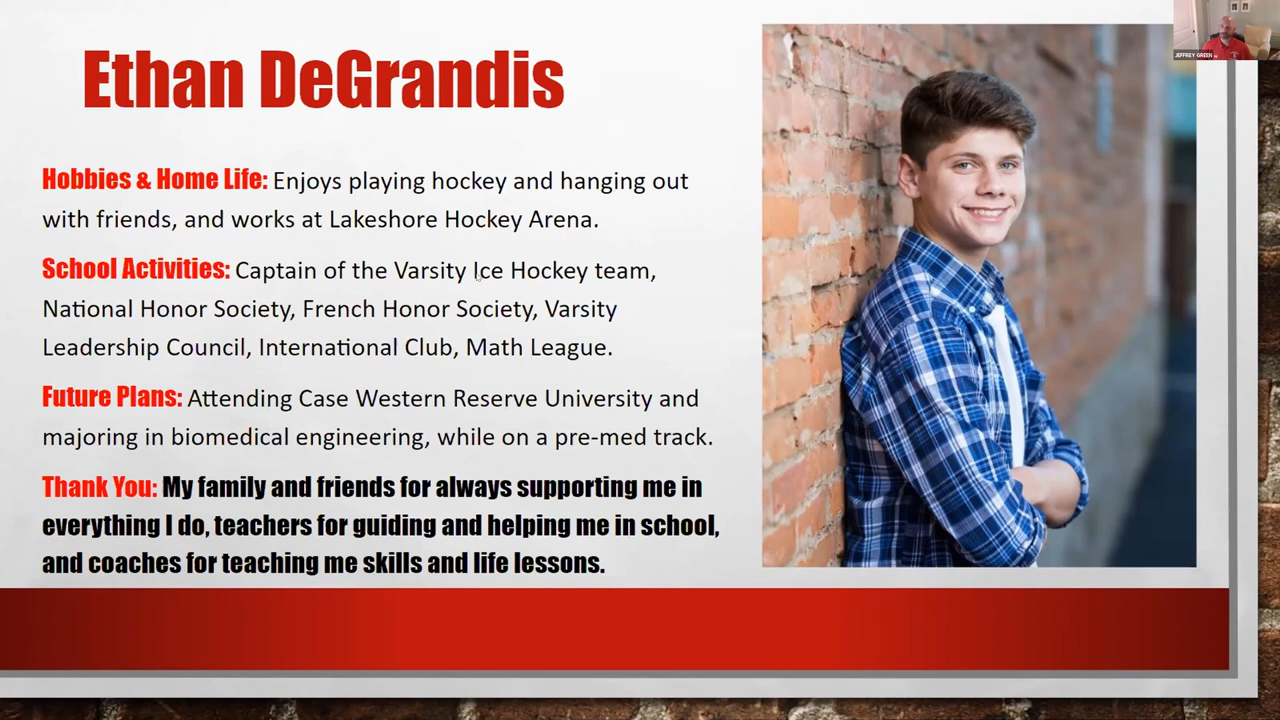 Ethan DeGrandis
JEFFREY GREEN
Hobbies & Home Life: Enjoys playing hockey and hanging out
with friends, and works at Lakeshore Hockey Arena.
School Activities: Captain of the Varsity Ice Hockey team,
National Honor Society, French Honor Society, Varsity
Leadership Council, International Club, Math League.
Future Plans: Attending Case Western Reserve University and
majoring in biomedical engineering, while on a pre-med track.
Thank You: My family and friends for always supporting me in
everything I do, teachers for guiding and helping me in school,
and coaches for teaching me skills and life lessons.